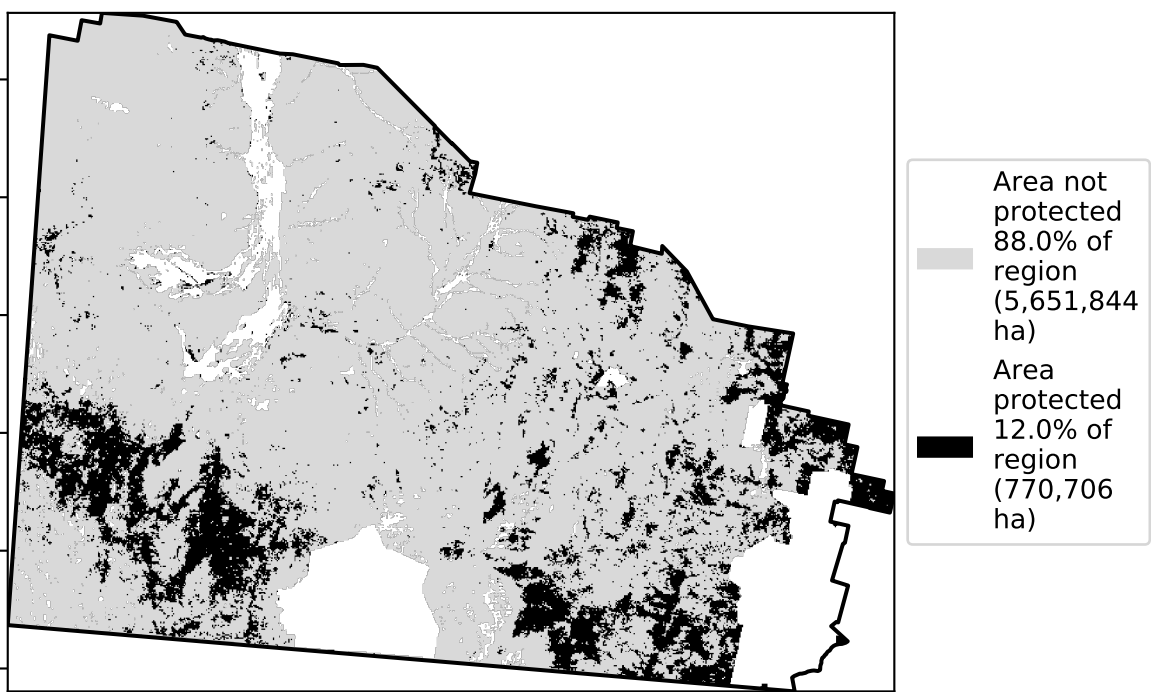 Area not
protected
88.0% of
region
(5,651,844
ha)
Area
protected
12.0% of
region
(770,706
ha)